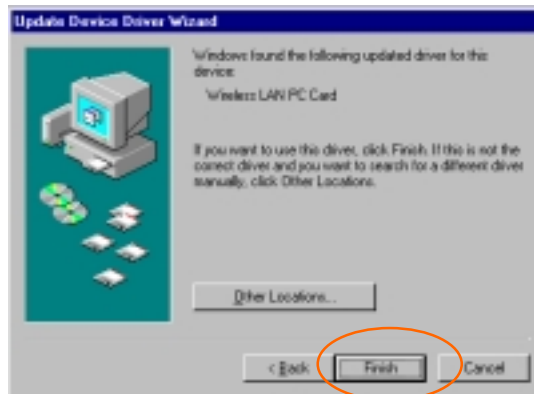 Update Device Driver Wizard
Windows found the following updated driver for this
device:
Wireless LAN PC Card
If you want to use this driver, click Finish. If this is not the
correct driver and you want to search for a different driver
manually, click Other Locations.
Other Locations...
< Back
Finish
Cancel